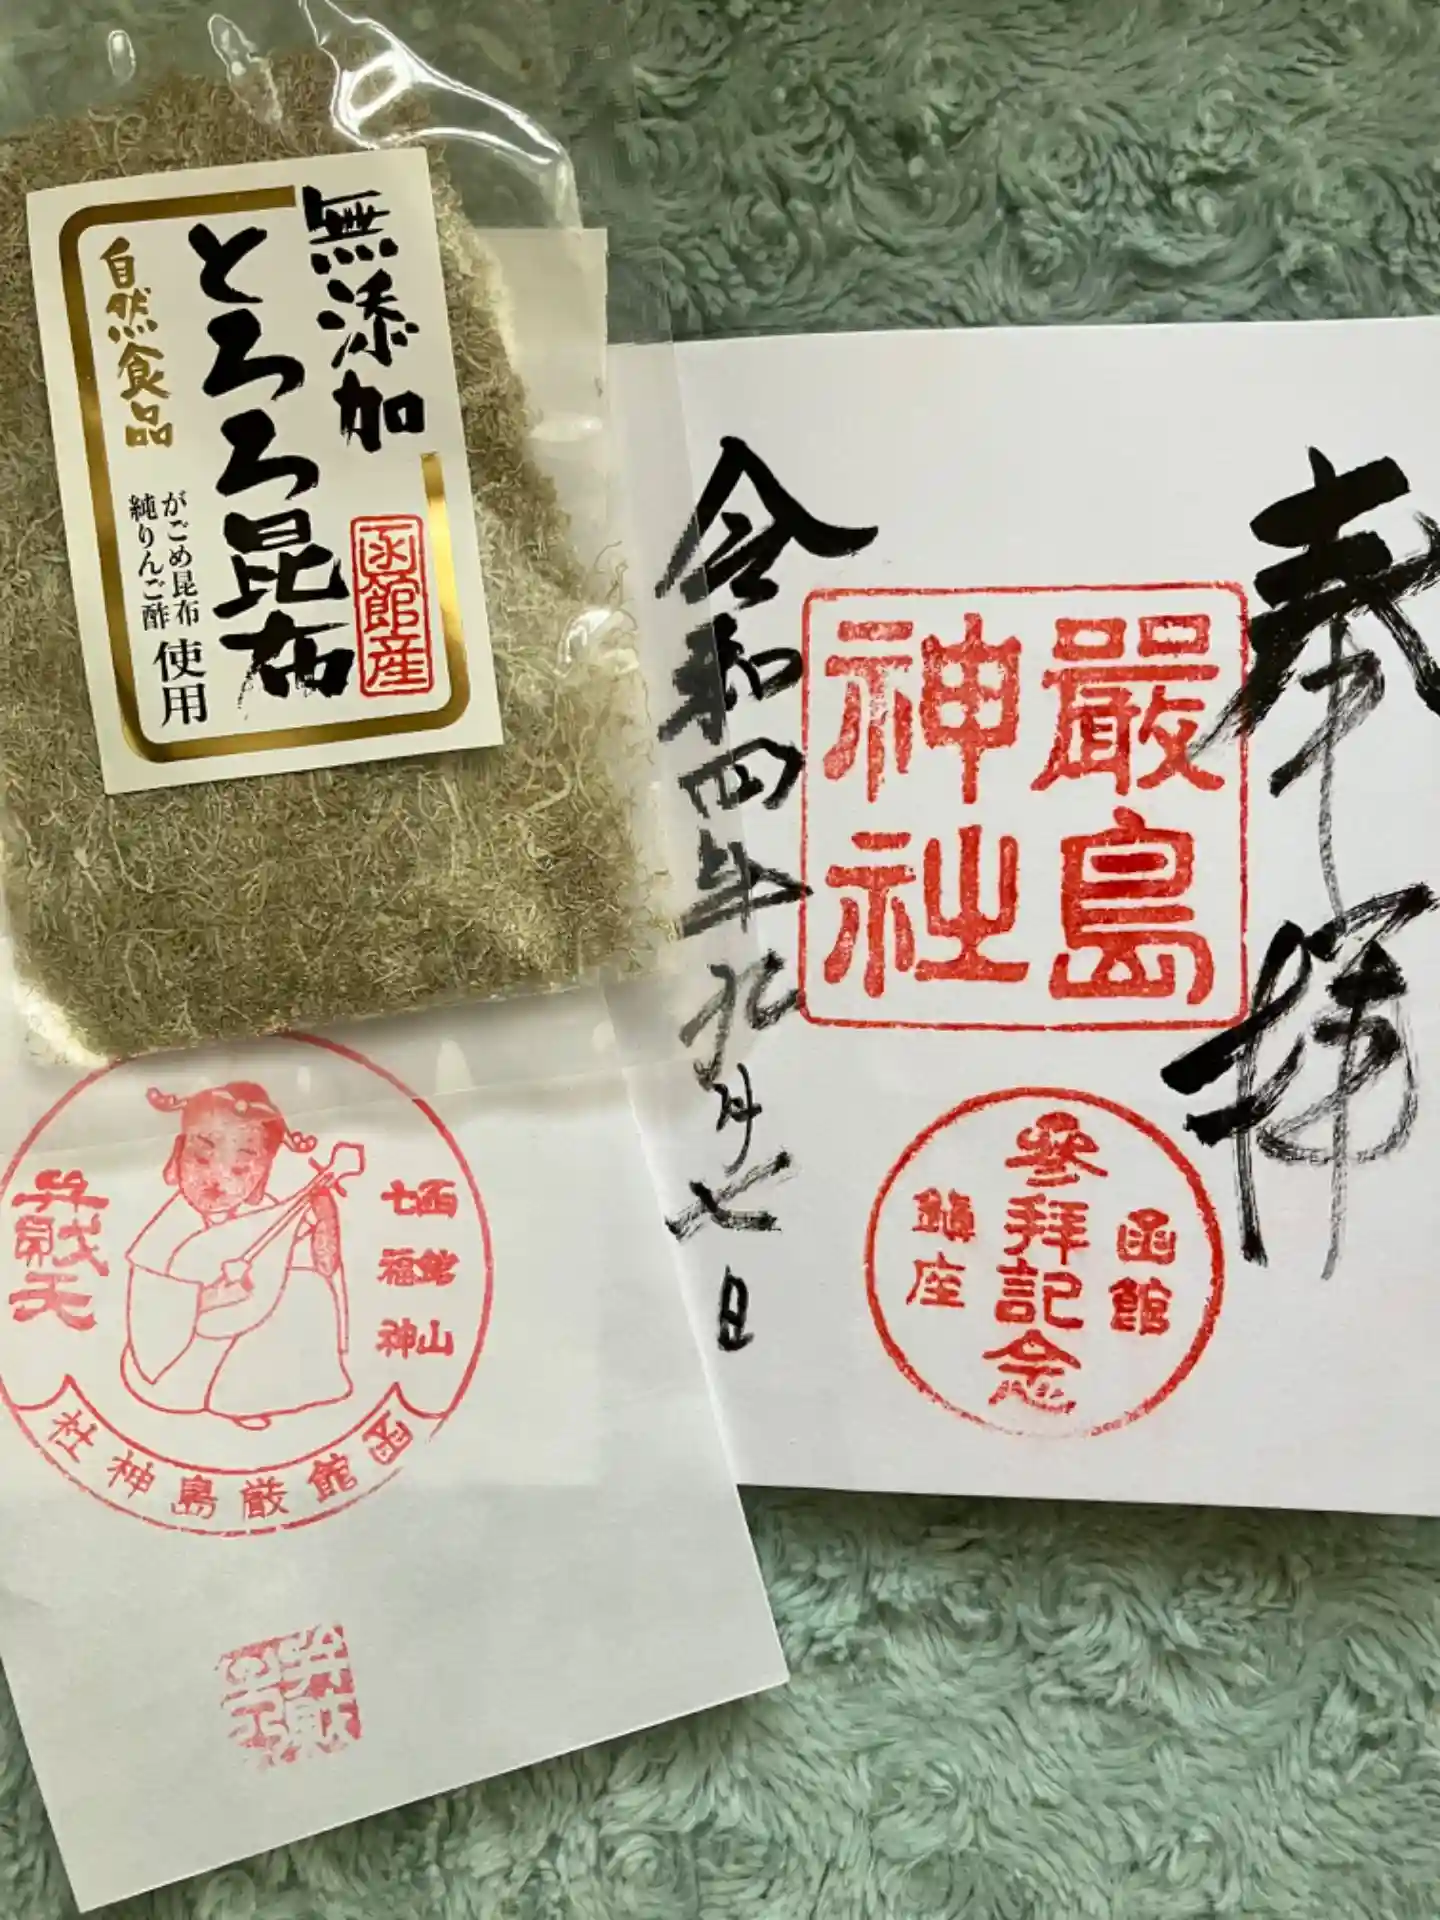 無添加
とろろ昆布
函館産
自然食品
がごめ昆布
純りんご酢
使用
奉拝
嚴島
神社
函館
參拜記念
鎮座
令和四年九月七日
函館山
七福神
弁戝天
函館厳島神社